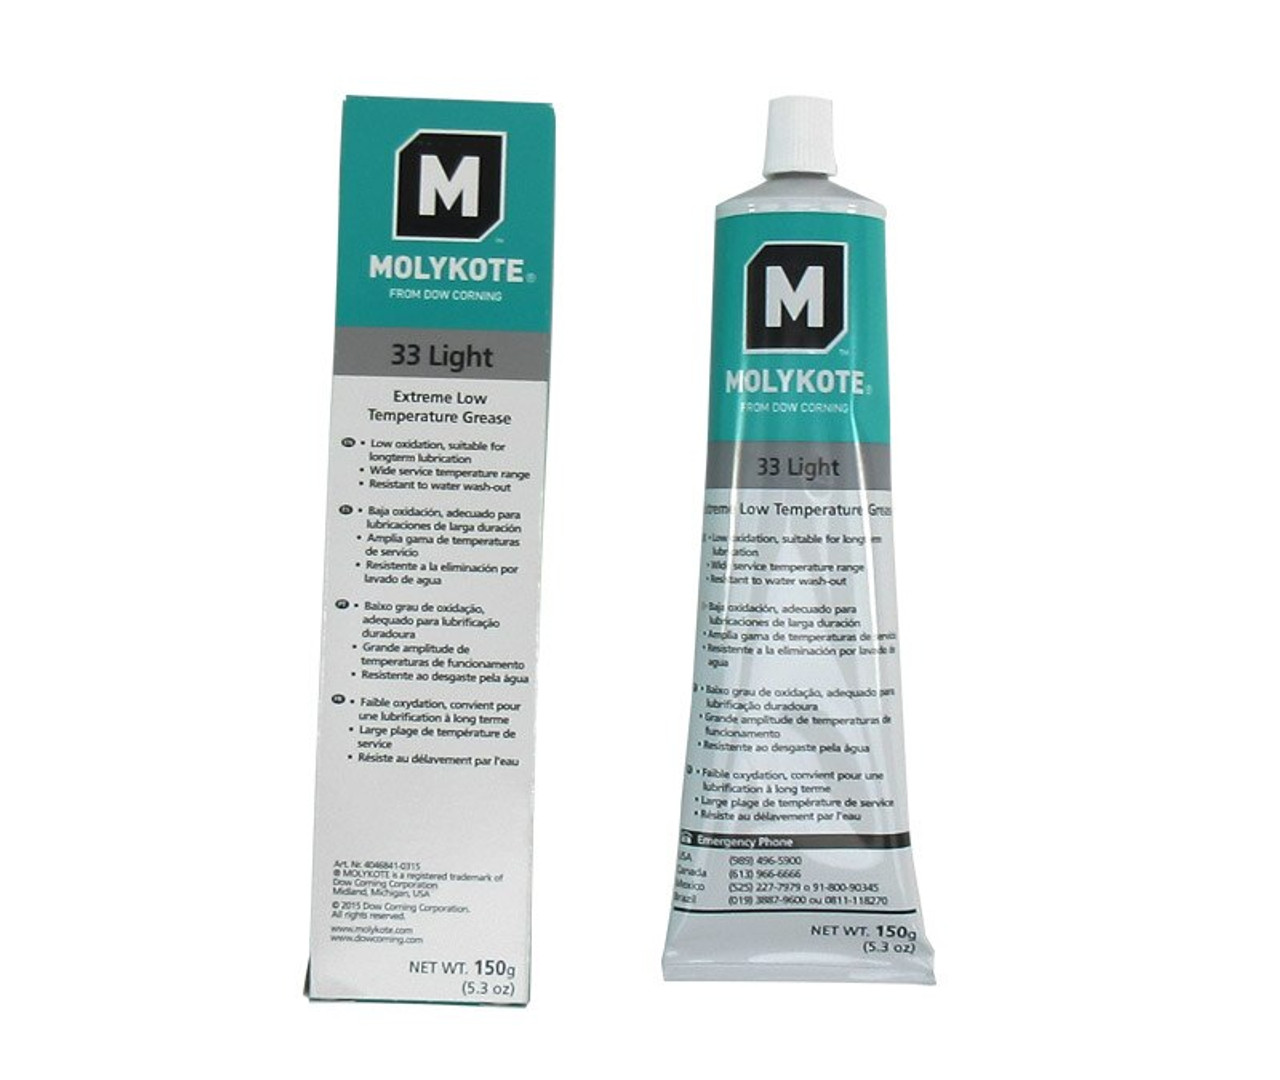 M
™
MOLYKOTE®
FROM DOW CORNING
33 Light
Extreme Low
Temperature Grease
EN • Low oxidation, suitable for
longterm lubrication
• Wide service temperature range
• Resistant to water wash-out
ES • Baja oxidación, adecuado para
lubricaciones de larga duración
• Amplia gama de temperaturas
de servicio
• Resistente a la eliminación por
lavado de agua
PT • Baixo grau de oxidação,
adequado para lubrificação
duradoura
• Grande amplitude de
temperaturas de funcionamento
• Resistente ao desgaste pela água
FR • Faible oxydation, convient pour
une lubrification à long terme
• Large plage de température de
service
• Résiste au délavement par l'eau
Art. Nr. 4046841-0315
® MOLYKOTE is a registered trademark of
Dow Corning Corporation
Midland, Michigan, USA
© 2015 Dow Corning Corporation.
All rights reserved.
www.molykote.com
www.dowcorning.com
NET WT. 150g
(5.3 oz)
M
™
MOLYKOTE®
FROM DOW CORNING
33 Light
Extreme Low Temperature Grease
• Low oxidation, suitable for longterm
lubrication
• Wide service temperature range
• Resistant to water wash-out
• Baja oxidación, adecuado para
lubricaciones de larga duración
• Amplia gama de temperaturas de servicio
• Resistente a la eliminación por lavado de
agua
• Baixo grau de oxidação, adequado para
lubrificação duradoura
• Grande amplitude de temperaturas de
funcionamento
• Resistente ao desgaste pela água
• Faible oxydation, convient pour une
lubrification à long terme
• Large plage de température de service
• Résiste au délavement par l'eau
Emergency Phone
USA (989) 496-5900
Canada (613) 966-6666
Mexico (525) 227-7979 o 91-800-90345
Brazil (019) 3887-9600 ou 0811-118270
NET WT. 150g
(5.3 oz)